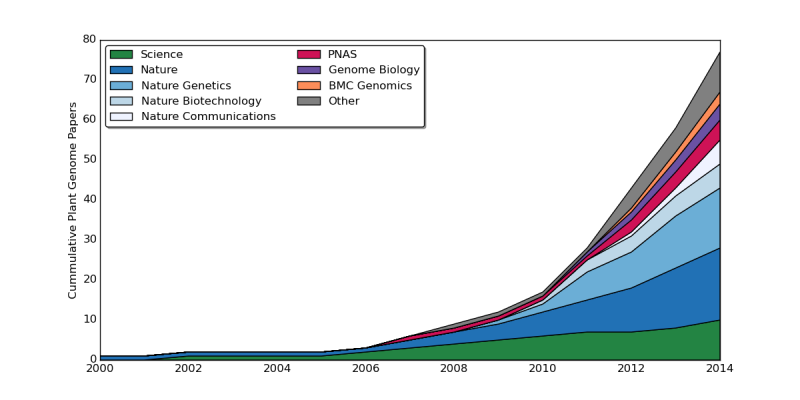 Cummulative Plant Genome Papers
80
70
60
50
40
30
20
10
0
Science
Nature
Nature Genetics
Nature Biotechnology
Nature Communications
PNAS
Genome Biology
BMC Genomics
Other
2000 2002 2004 2006 2008 2010 2012 2014